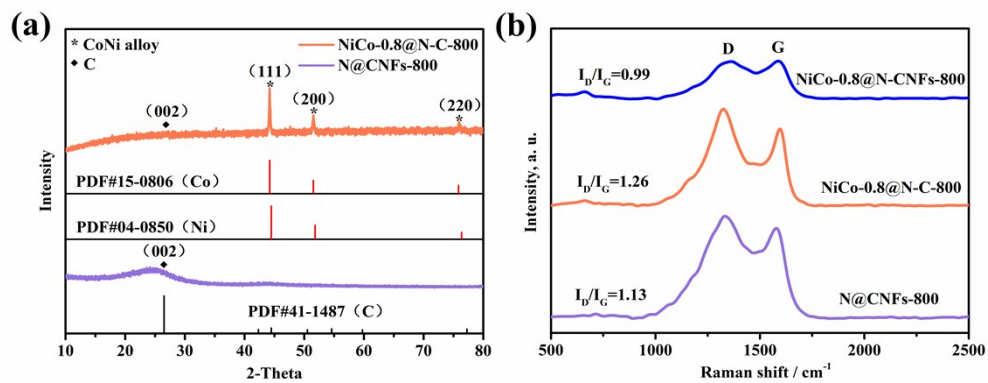 (a)
* CoNi alloy
◆ C
NiCo-0.8@N-C-800
N@CNFs-800
(002)
(111)
(200)
(220)
PDF#15-0806（Co）
PDF#04-0850（Ni）
(002)
PDF#41-1487（C）
Intensity
10 20 30 40 50 60 70 80
2-Theta
(b)
D G
I_D/I_G=0.99
NiCo-0.8@N-CNFs-800
I_D/I_G=1.26
NiCo-0.8@N-C-800
I_D/I_G=1.13
N@CNFs-800
Intensity, a. u.
500 1000 1500 2000 2500
Raman shift / cm⁻¹